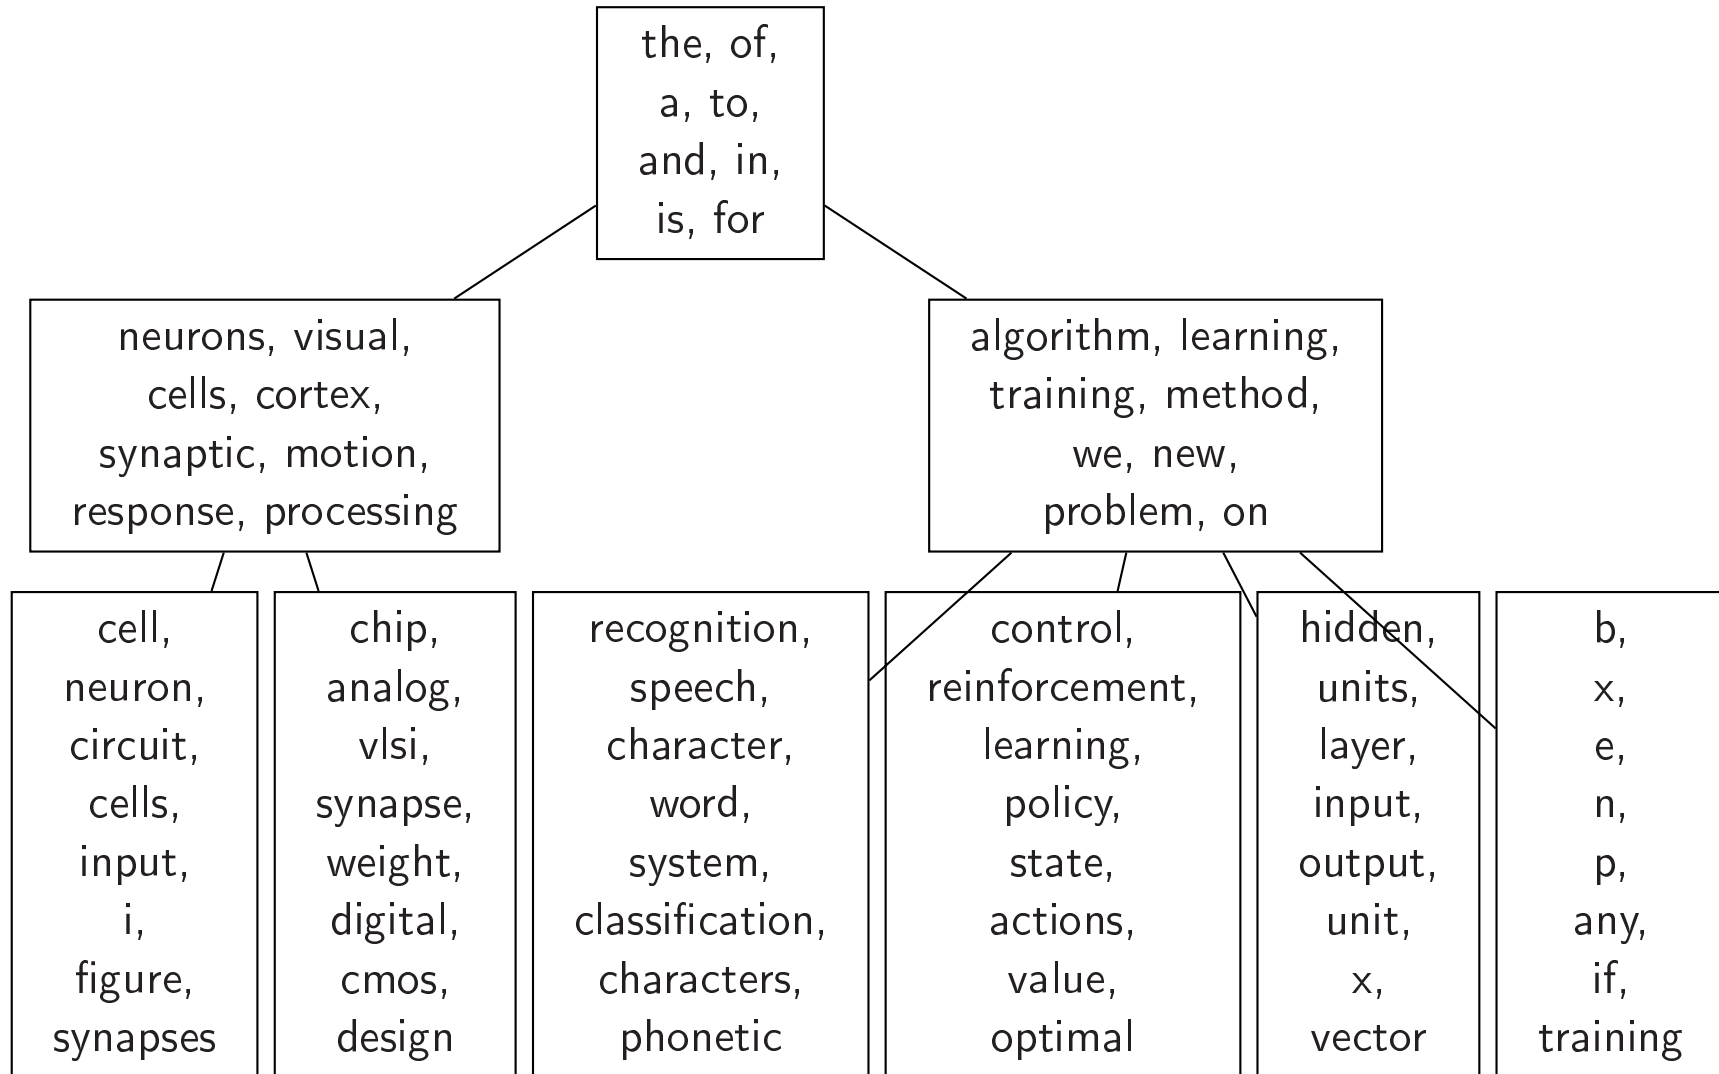 the, of,
a, to,
and, in,
is, for
neurons, visual,
cells, cortex,
synaptic, motion,
response, processing
algorithm, learning,
training, method,
we, new,
problem, on
cell,
neuron,
circuit,
cells,
input,
i,
figure,
synapses
chip,
analog,
vlsi,
synapse,
weight,
digital,
cmos,
design
recognition,
speech,
character,
word,
system,
classification,
characters,
phonetic
control,
reinforcement,
learning,
policy,
state,
actions,
value,
optimal
hidden,
units,
layer,
input,
output,
unit,
x,
vector
b,
x,
e,
n,
p,
any,
if,
training